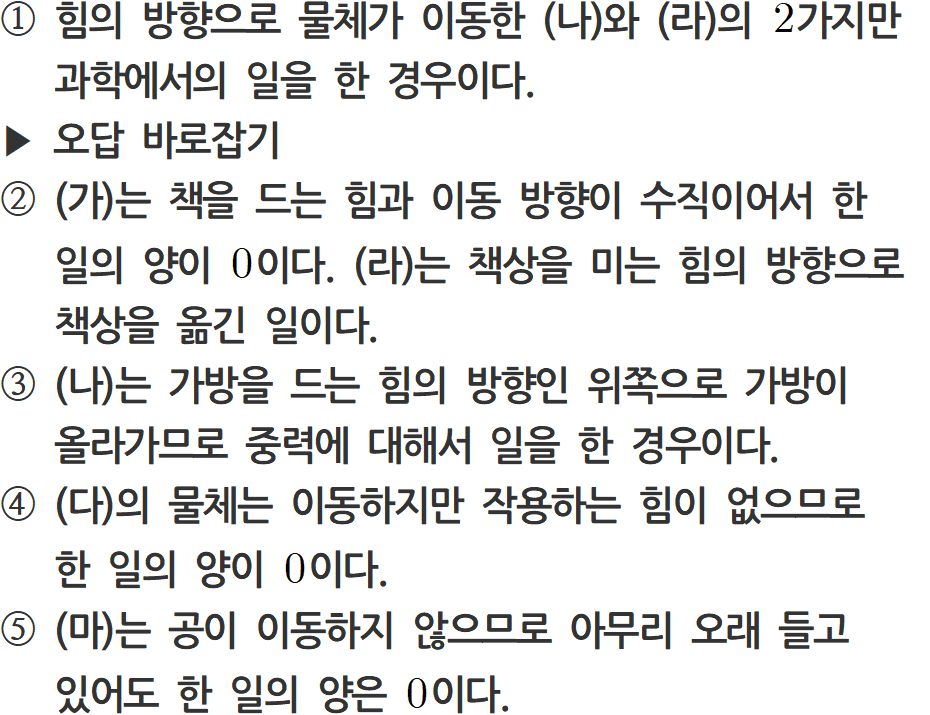 ① 힘의 방향으로 물체가 이동한 (나)와 (라)의 2가지만
과학에서의 일을 한 경우이다.
▶ 오답 바로잡기
② (가)는 책을 드는 힘과 이동 방향이 수직이어서 한
일의 양이 0이다. (라)는 책상을 미는 힘의 방향으로
책상을 옮긴 일이다.
③ (나)는 가방을 드는 힘의 방향인 위쪽으로 가방이
올라가므로 중력에 대해서 일을 한 경우이다.
④ (다)의 물체는 이동하지만 작용하는 힘이 없으므로
한 일의 양이 0이다.
⑤ (마)는 공이 이동하지 않으므로 아무리 오래 들고
있어도 한 일의 양은 0이다.